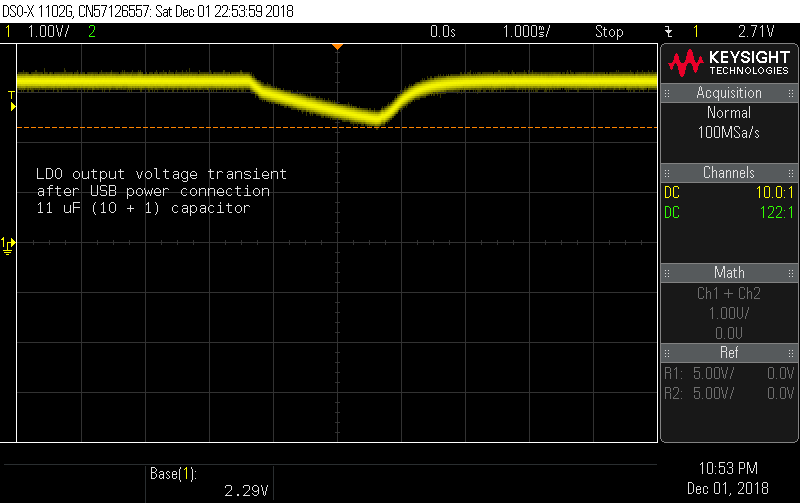 DSO-X 1102G, CN57126557: Sat Dec 01 22:53:59 2018
1 1.00V/ 2 0.0s 1.000ms/ Stop 1 2.71V
KEYSIGHT
TECHNOLOGIES
Acquisition
Normal
100MSa/s
Channels
DC 10.0:1
DC 122:1
Math
Ch1 + Ch2
1.00V/
0.0V
Ref
R1: 5.00V/ 0.0V
R2: 5.00V/ 0.0V
T
LDO output voltage transient
after USB power connection
11 uF (10 + 1) capacitor
1
Base(1):
2.29V
10:53 PM
Dec 01, 2018